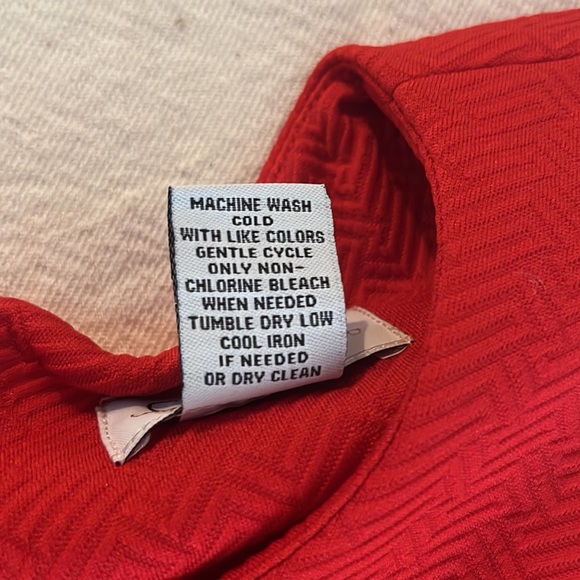 MACHINE WASH
COLD
WITH LIKE COLORS
GENTLE CYCLE
ONLY NON-
CHLORINE BLEACH
WHEN NEEDED
TUMBLE DRY LOW
COOL IRON
IF NEEDED
OR DRY CLEAN